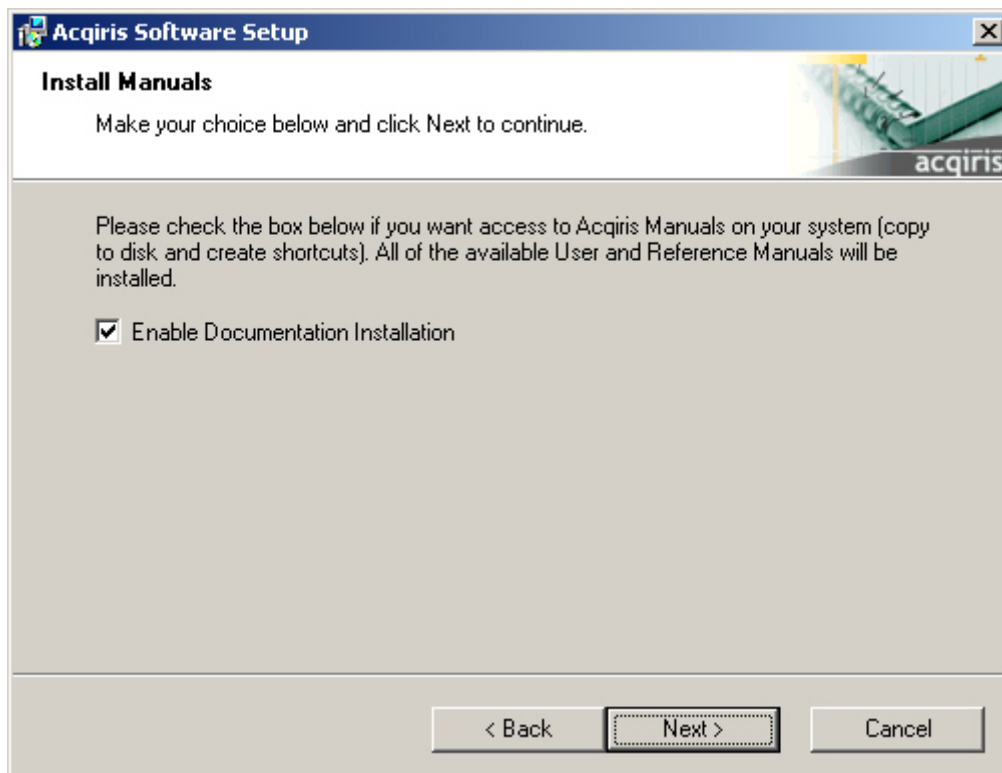 Acqiris Software Setup
Install Manuals
Make your choice below and click Next to continue.
acqiris
Please check the box below if you want access to Acqiris Manuals on your system (copy
to disk and create shortcuts). All of the available User and Reference Manuals will be
installed.
Enable Documentation Installation
< Back
Next >
Cancel